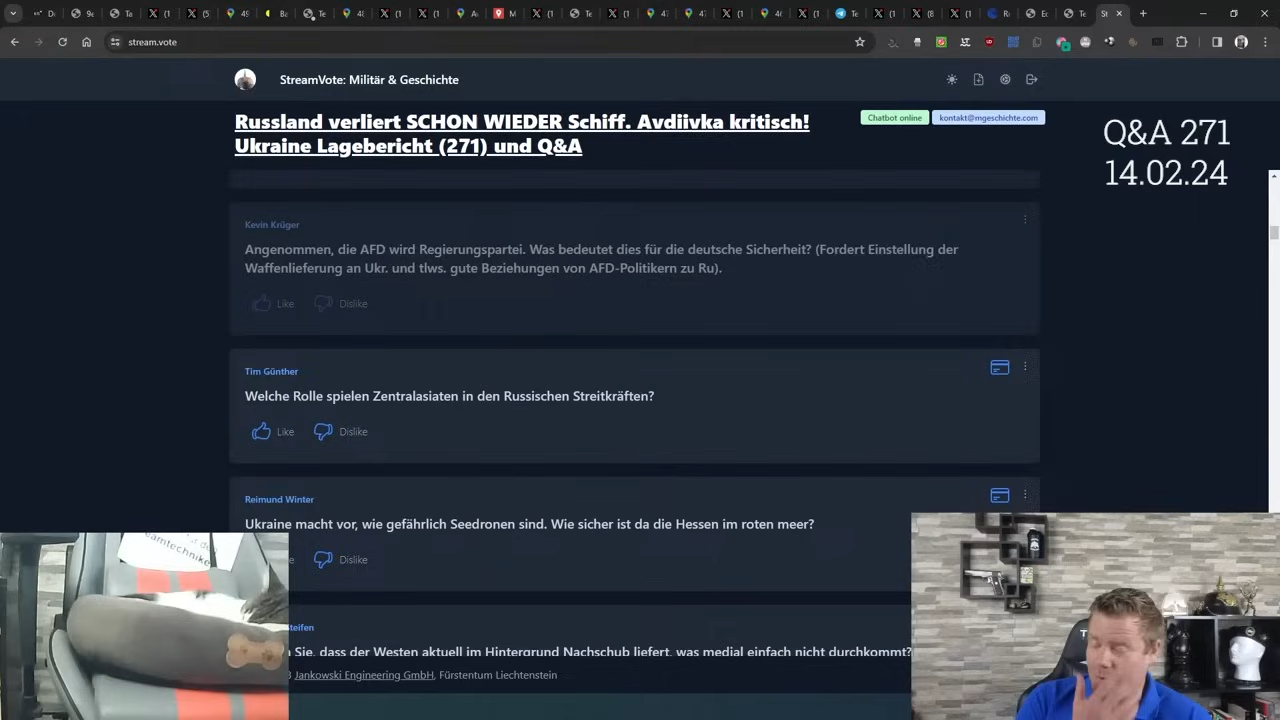 stream.vote
StreamVote: Militär & Geschichte
Russland verliert SCHON WIEDER Schiff. Avdiivka kritisch!
Ukraine Lagebericht (271) und Q&A
Chatbot online
kontakt@mgeschichte.com
Q&A 271
14.02.24
Kevin Krüger
Angenommen, die AFD wird Regierungspartei. Was bedeutet dies für die deutsche Sicherheit? (Fordert Einstellung der
Waffenlieferung an Ukr. und tlws. gute Beziehungen von AFD-Politikern zu Ru).
Like Dislike
Tim Günther
Welche Rolle spielen Zentralasiaten in den Russischen Streitkräften?
Like Dislike
Reimund Winter
Ukraine macht vor, wie gefährlich Seedronen sind. Wie sicher ist da die Hessen im roten meer?
Dislike
Sie, dass der Westen aktuell im Hintergrund Nachschub liefert, was medial einfach nicht durchkommt?
Jankowski Engineering GmbH, Fürstentum Liechtenstein